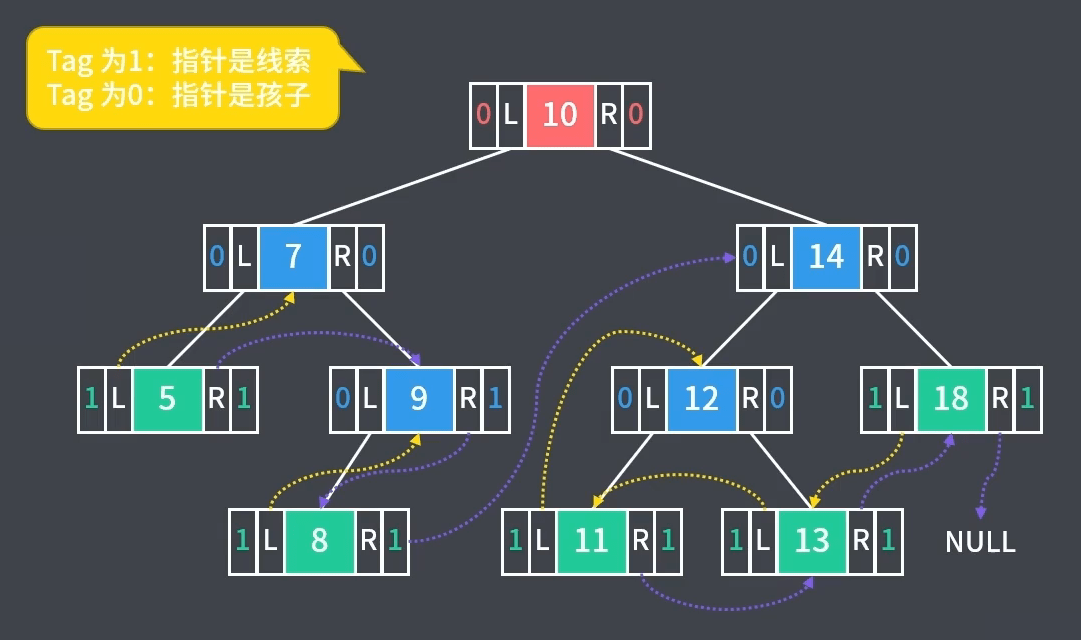 Tag 为1：指针是线索
Tag 为0：指针是孩子
0 L 10 R 0
0 L 7 R 0
0 L 14 R 0
1 L 5 R 1
0 L 9 R 1
0 L 12 R 0
1 L 18 R 1
1 L 8 R 1
1 L 11 R 1
1 L 13 R 1
NULL